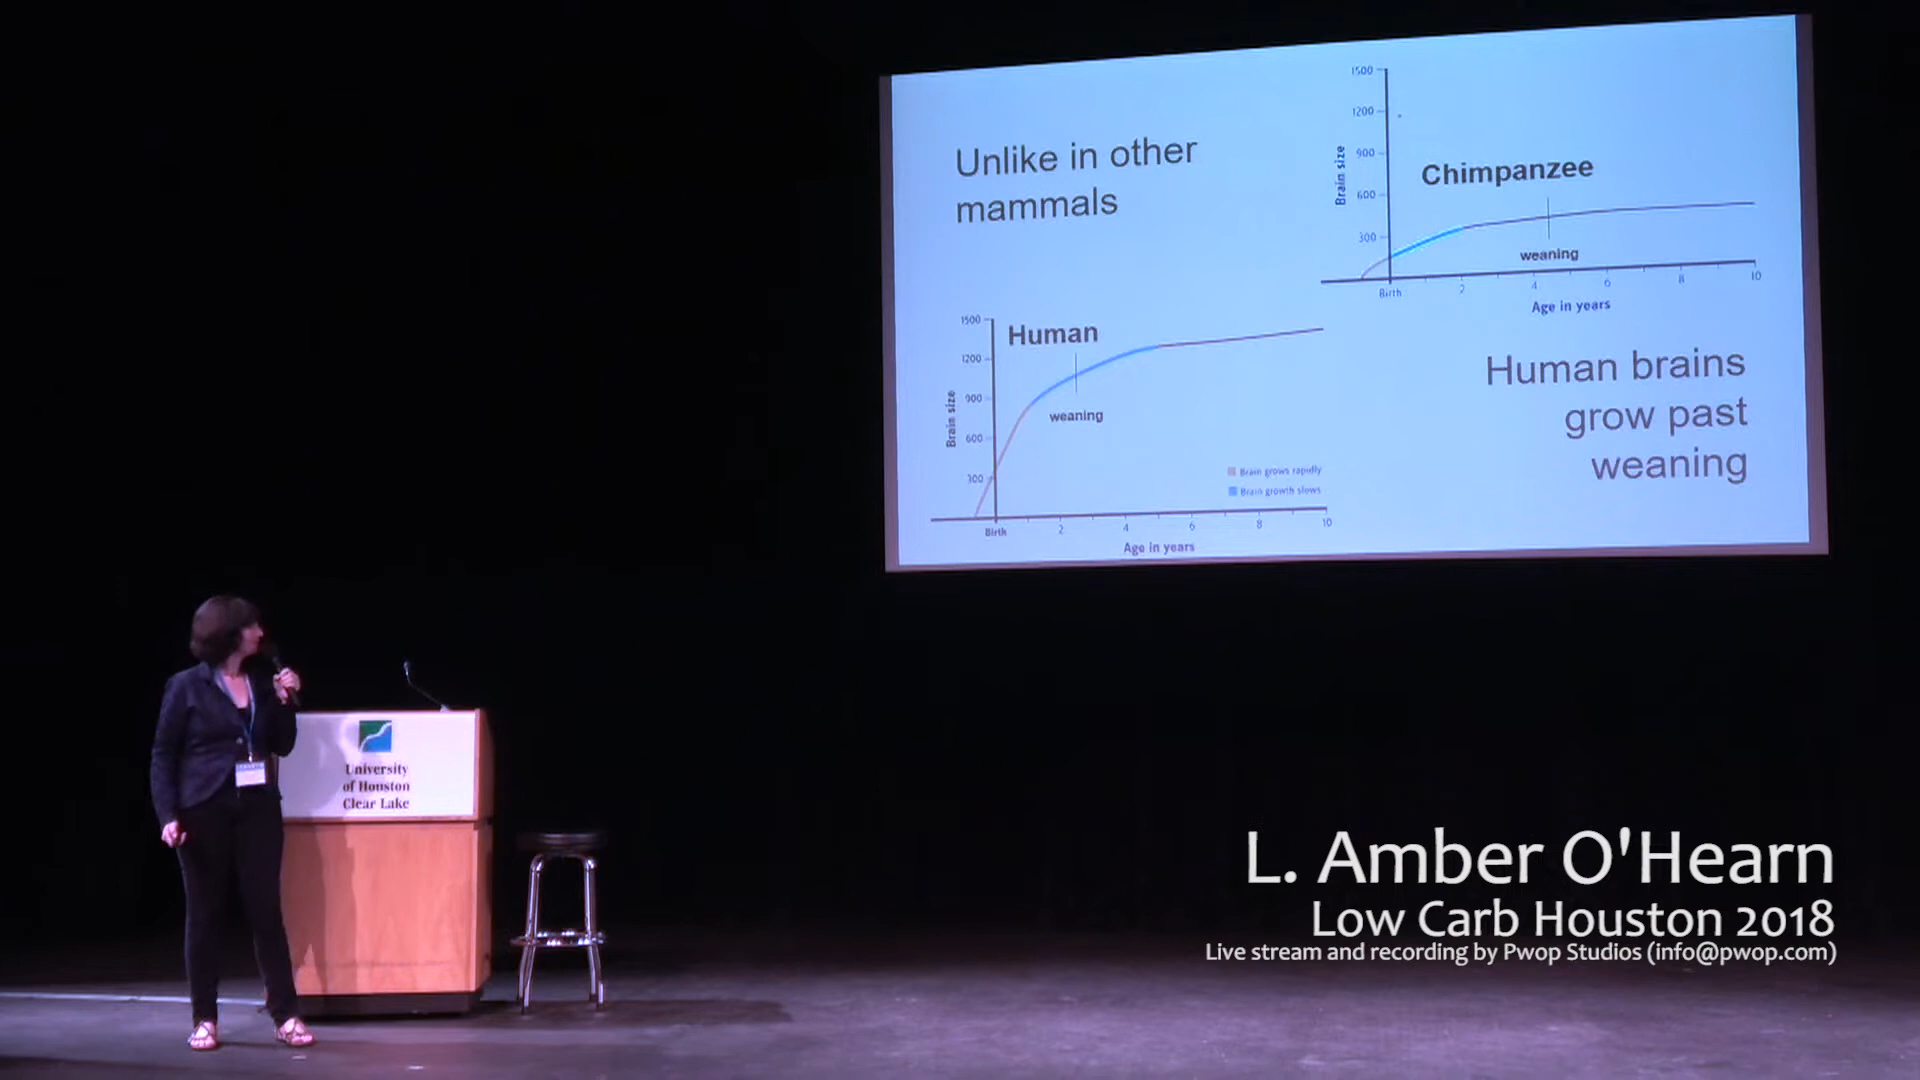 Unlike in other
mammals
1500
1200
900
600
300
Brain size
Chimpanzee
weaning
Birth
2
4
6
8
10
Age in years
1500
1200
900
600
300
Brain size
Human
weaning
Brain grows rapidly
Brain growth slows
Birth
2
4
6
8
10
Age in years
Human brains
grow past
weaning
University
of Houston
Clear Lake
L. Amber O'Hearn
Low Carb Houston 2018
Live stream and recording by Pwop Studios (info@pwop.com)